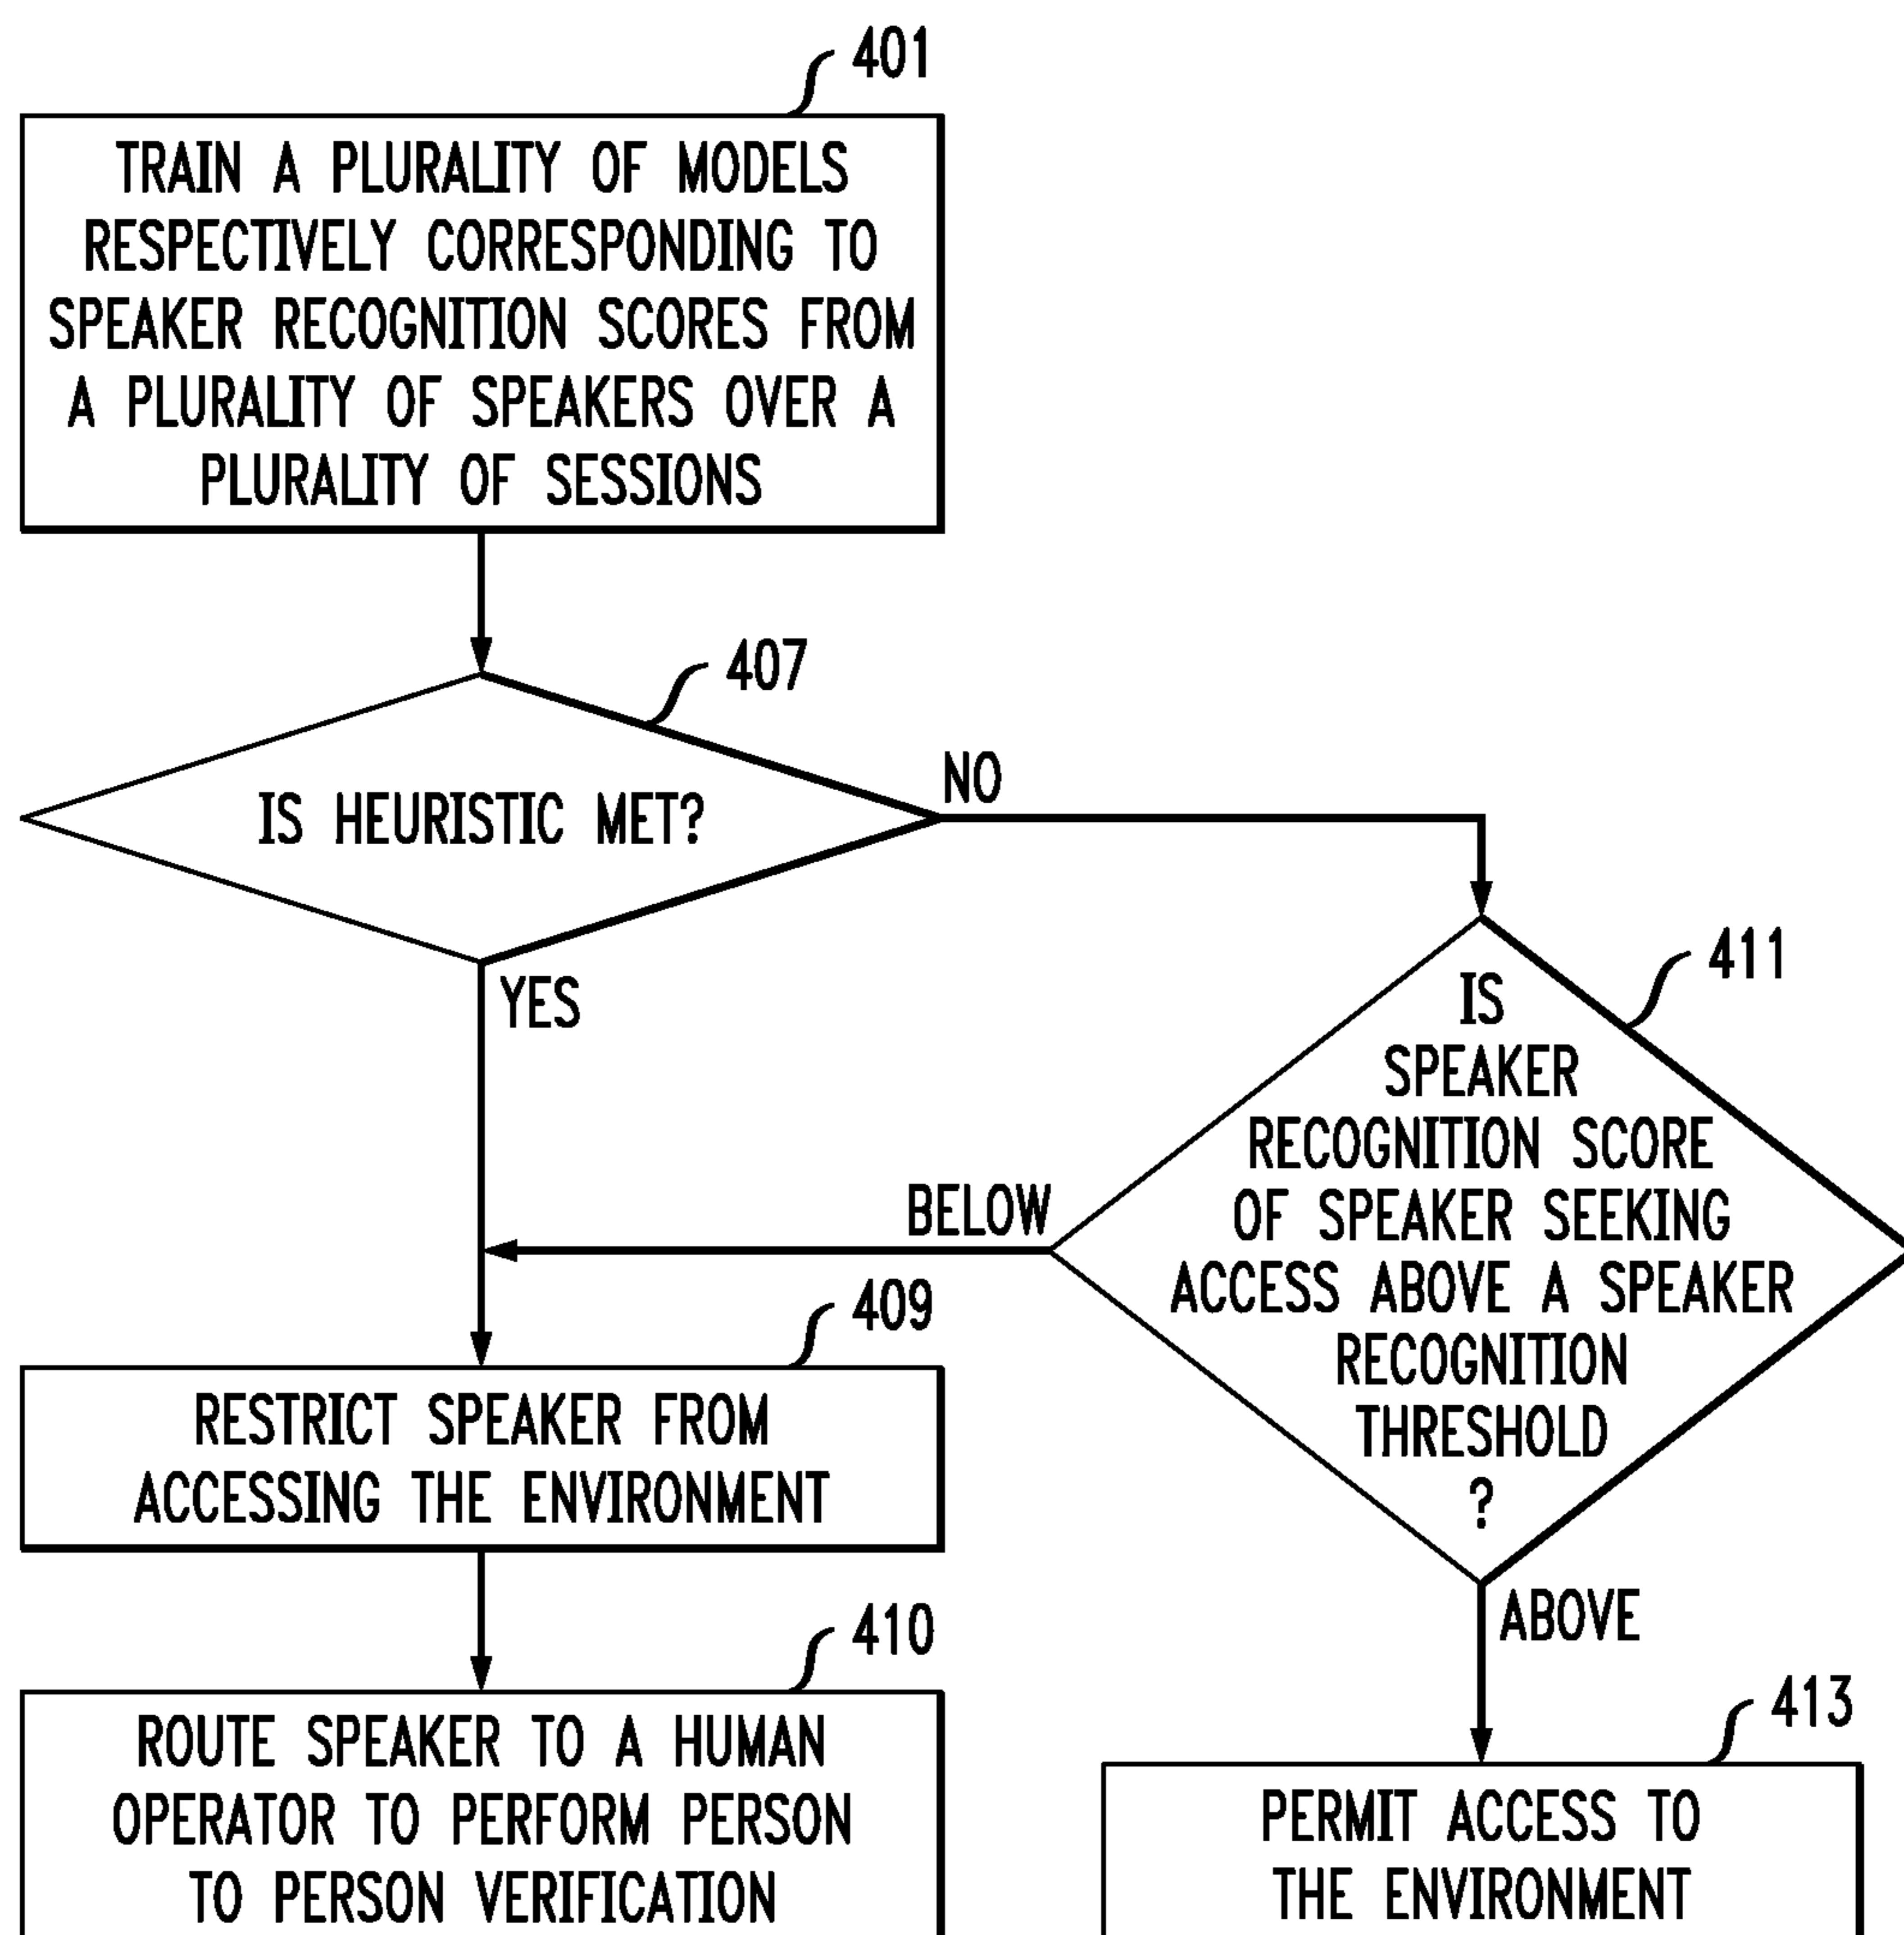 401
TRAIN A PLURALITY OF MODELS
RESPECTIVELY CORRESPONDING TO
SPEAKER RECOGNITION SCORES FROM
A PLURALITY OF SPEAKERS OVER A
PLURALITY OF SESSIONS
407
IS HEURISTIC MET?
NO
YES
411
IS
SPEAKER
RECOGNITION SCORE
OF SPEAKER SEEKING
ACCESS ABOVE A SPEAKER
RECOGNITION
THRESHOLD
?
BELOW
ABOVE
409
RESTRICT SPEAKER FROM
ACCESSING THE ENVIRONMENT
410
ROUTE SPEAKER TO A HUMAN
OPERATOR TO PERFORM PERSON
TO PERSON VERIFICATION
413
PERMIT ACCESS TO
THE ENVIRONMENT